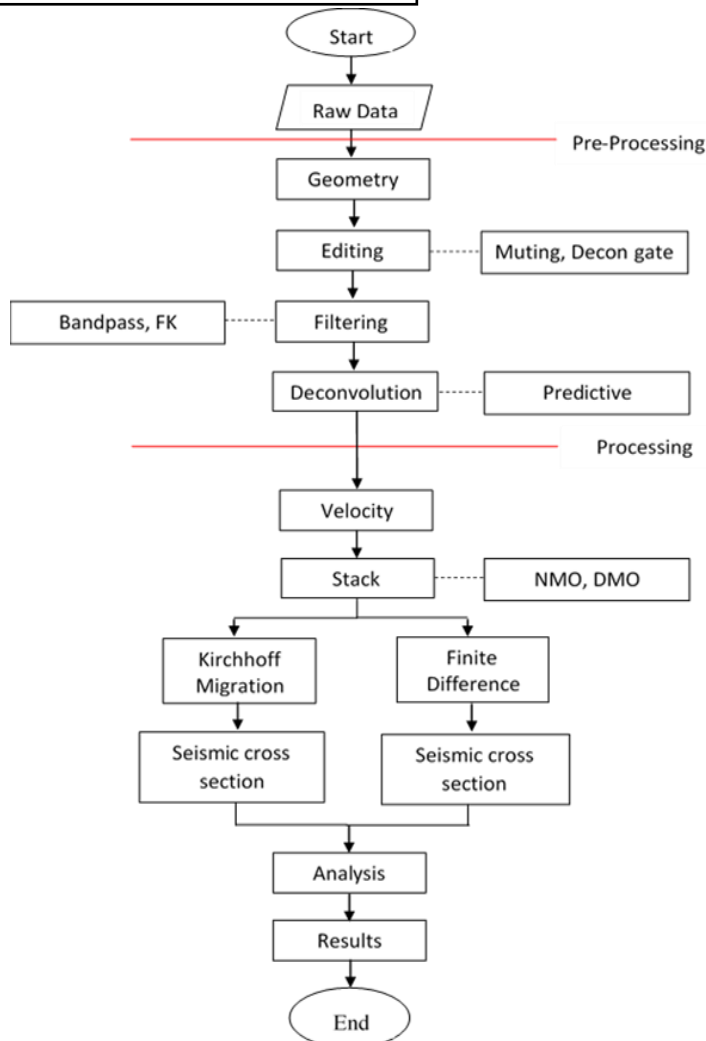 Start
Raw Data
Pre-Processing
Geometry
Editing
Muting, Decon gate
Bandpass, FK
Filtering
Deconvolution
Predictive
Processing
Velocity
Stack
NMO, DMO
Kirchhoff
Migration
Finite
Difference
Seismic cross
section
Seismic cross
section
Analysis
Results
End